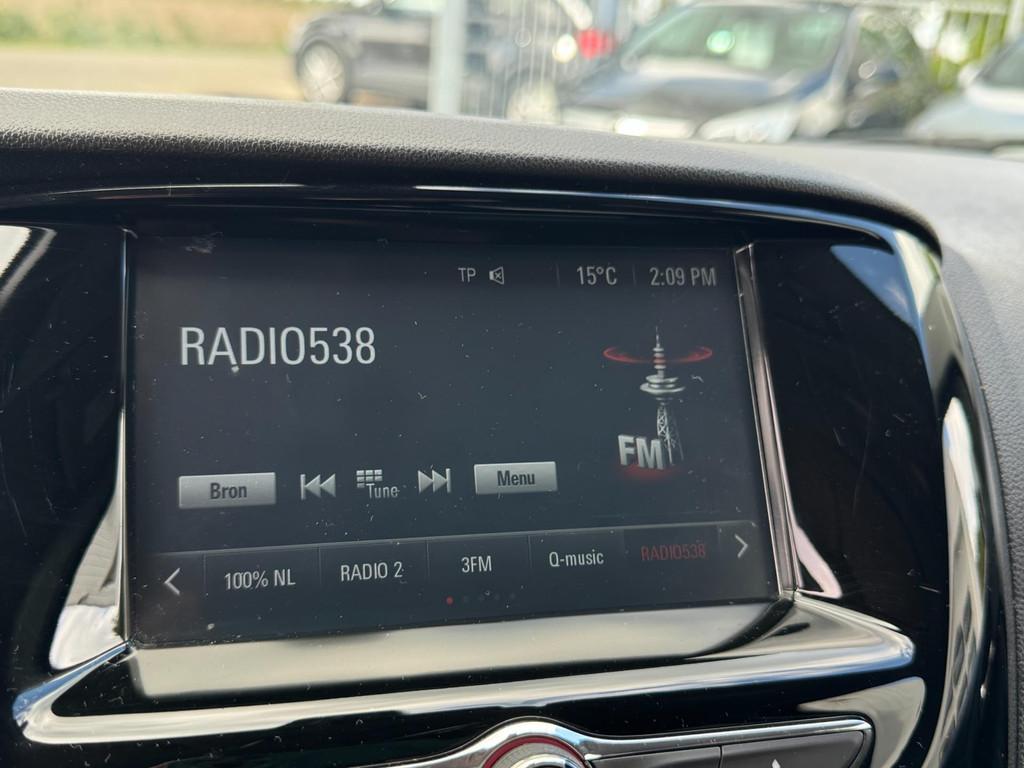 TP 15°C 2:09 PM
RADIO538
FM
Bron Tune Menu
100% NL RADIO 2 3FM Q-music RADIO538